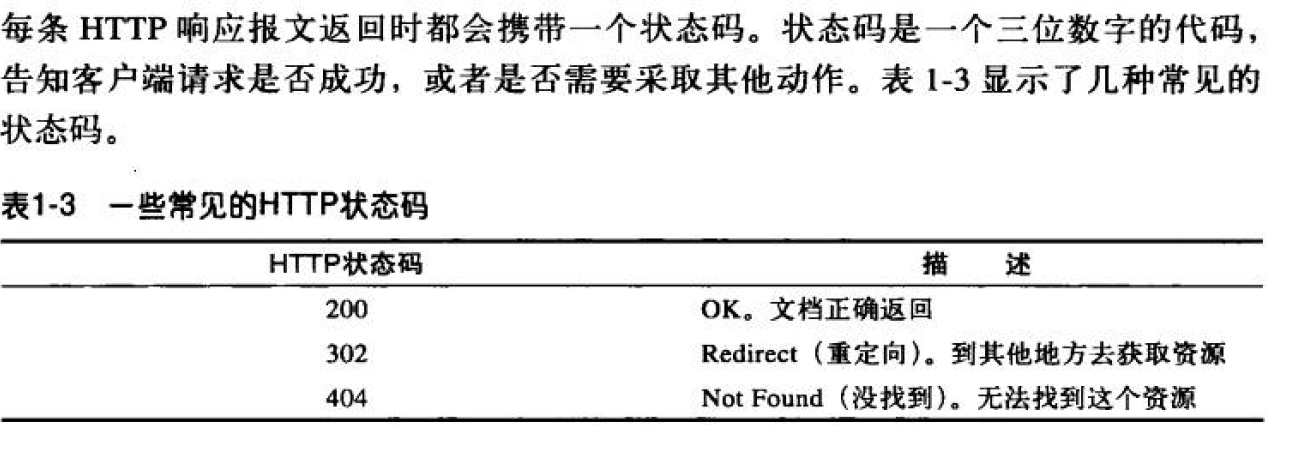 每条 HTTP 响应报文返回时都会携带一个状态码。状态码是一个三位数字的代码，
告知客户端请求是否成功，或者是否需要采取其他动作。表 1-3 显示了几种常见的
状态码。
表1-3 一些常见的HTTP状态码
HTTP状态码 描 述
200 OK。文档正确返回
302 Redirect（重定向）。到其他地方去获取资源
404 Not Found（没找到）。无法找到这个资源